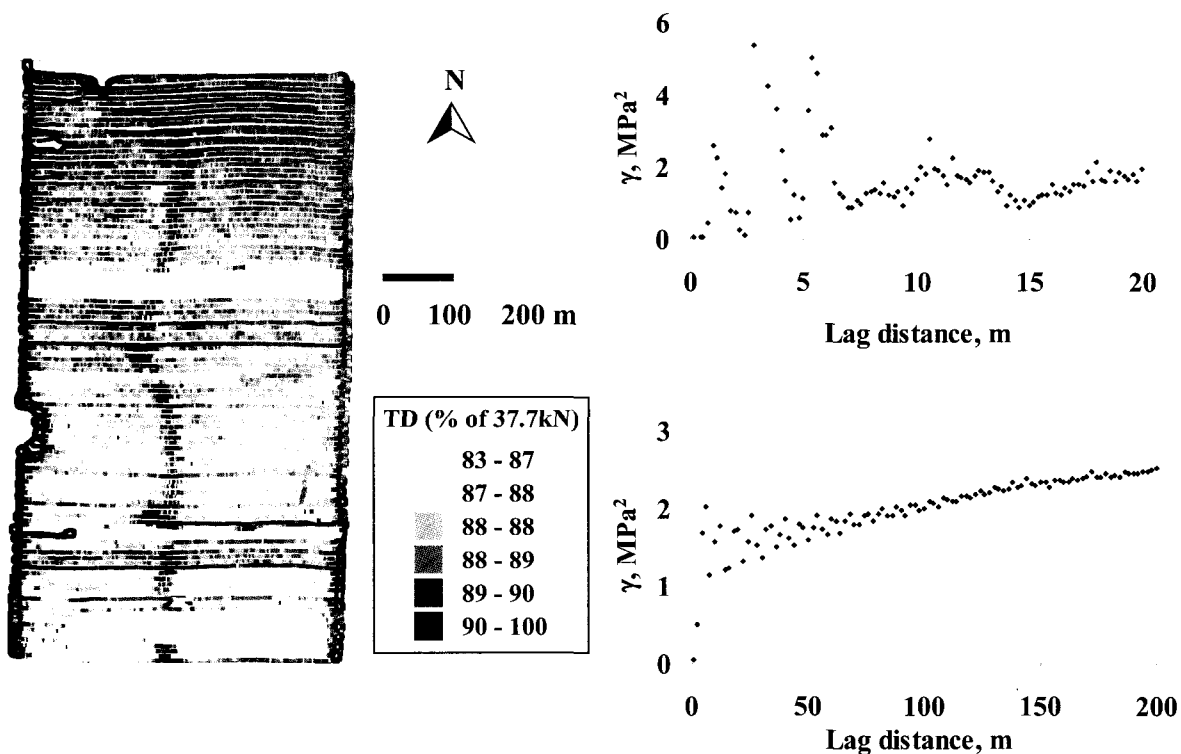 N
0 100 200 m
TD (% of 37.7kN)
83 - 87
87 - 88
88 - 88
88 - 89
89 - 90
90 - 100
γ, MPa²
6
4
2
0
0 5 10 15 20
Lag distance, m
γ, MPa²
3
2
1
0
0 50 100 150 200
Lag distance, m